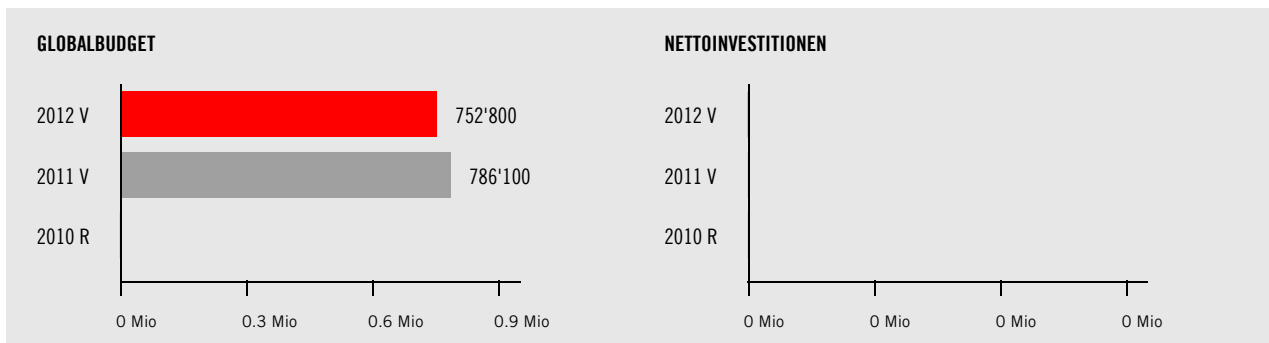 GLOBALBUDGET
2012 V 752'800
2011 V 786'100
2010 R
0 Mio 0.3 Mio 0.6 Mio 0.9 Mio
NETTOINVESTITIONEN
2012 V
2011 V
2010 R
0 Mio 0 Mio 0 Mio 0 Mio